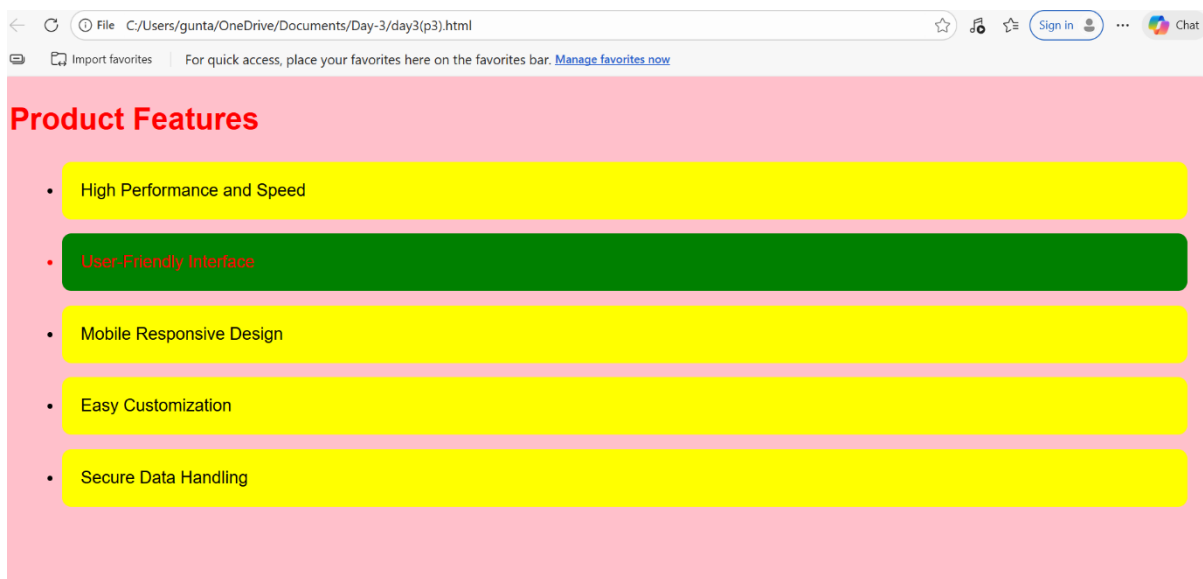 File C:/Users/gunta/OneDrive/Documents/Day-3/day3(p3).html Sign in Chat
Import favorites For quick access, place your favorites here on the favorites bar. Manage favorites now
Product Features
High Performance and Speed
User-Friendly Interface
Mobile Responsive Design
Easy Customization
Secure Data Handling